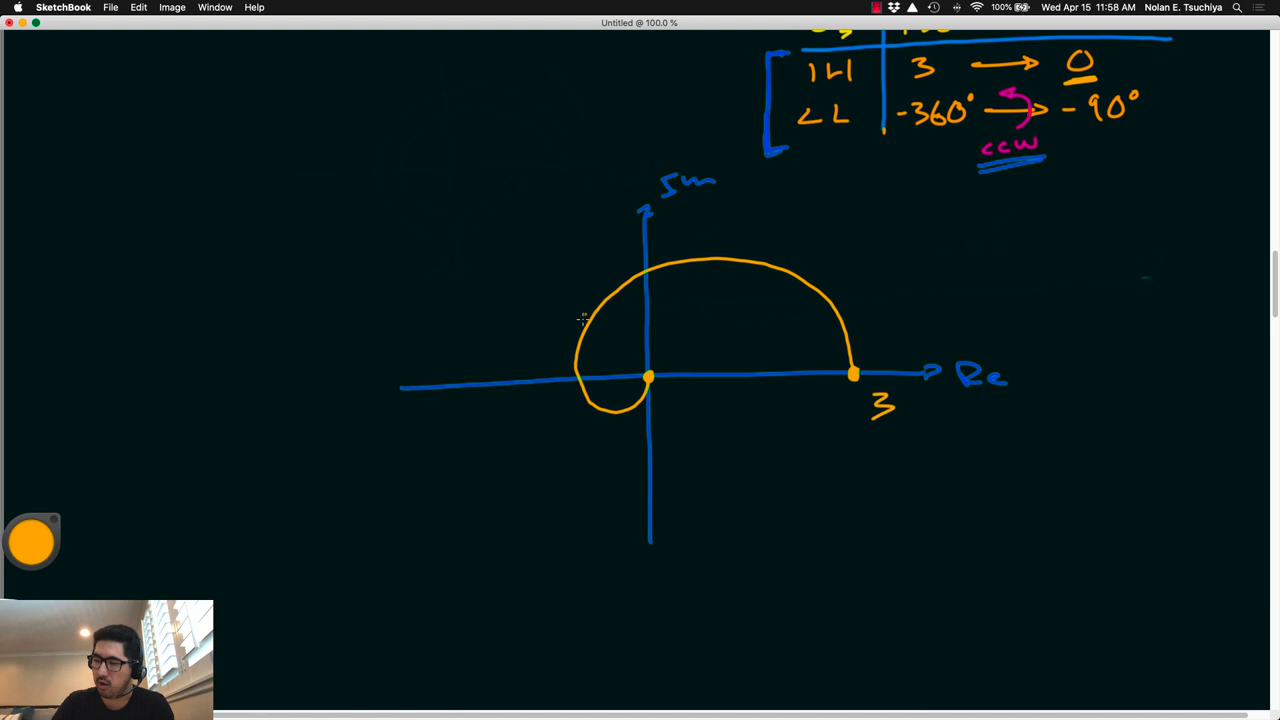 SketchBook File Edit Image Window Help 100% Wed Apr 15 11:58 AM Nolan E. Tsuchiya
Untitled @ 100.0 %
|L| 3 → 0
∠L -360° → -90°
CCW
Im
Re
3